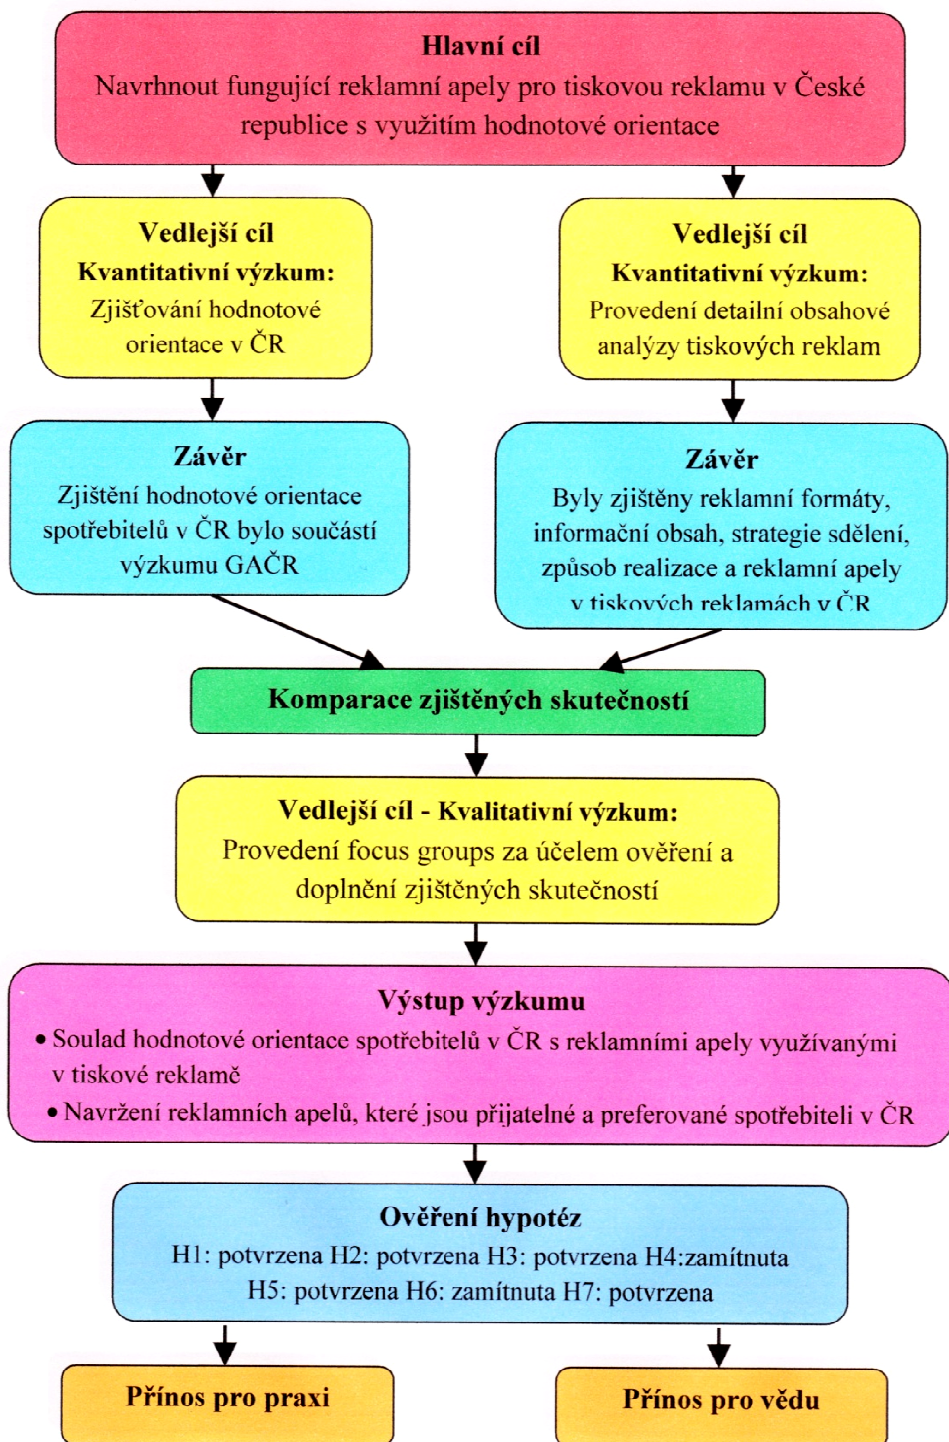 Hlavní cíl
Navrhnout fungující reklamní apely pro tiskovou reklamu v České
republice s využitím hodnotové orientace
Vedlejší cíl
Kvantitativní výzkum:
Zjišťování hodnotové
orientace v ČR
Vedlejší cíl
Kvantitativní výzkum:
Provedení detailní obsahové
analýzy tiskových reklam
Závěr
Zjištění hodnotové orientace
spotřebitelů v ČR bylo součástí
výzkumu GAČR
Závěr
Byly zjištěny reklamní formáty,
informační obsah, strategie sdělení,
způsob realizace a reklamní apely
v tiskových reklamách v ČR
Komparace zjištěných skutečností
Vedlejší cíl - Kvalitativní výzkum:
Provedení focus groups za účelem ověření a
doplnění zjištěných skutečností
Výstup výzkumu
• Soulad hodnotové orientace spotřebitelů v ČR s reklamními apely využívanými
v tiskové reklamě
• Navržení reklamních apelů, které jsou přijatelné a preferované spotřebiteli v ČR
Ověření hypotéz
H1: potvrzena H2: potvrzena H3: potvrzena H4:zamítnuta
H5: potvrzena H6: zamítnuta H7: potvrzena
Přínos pro praxi
Přínos pro vědu